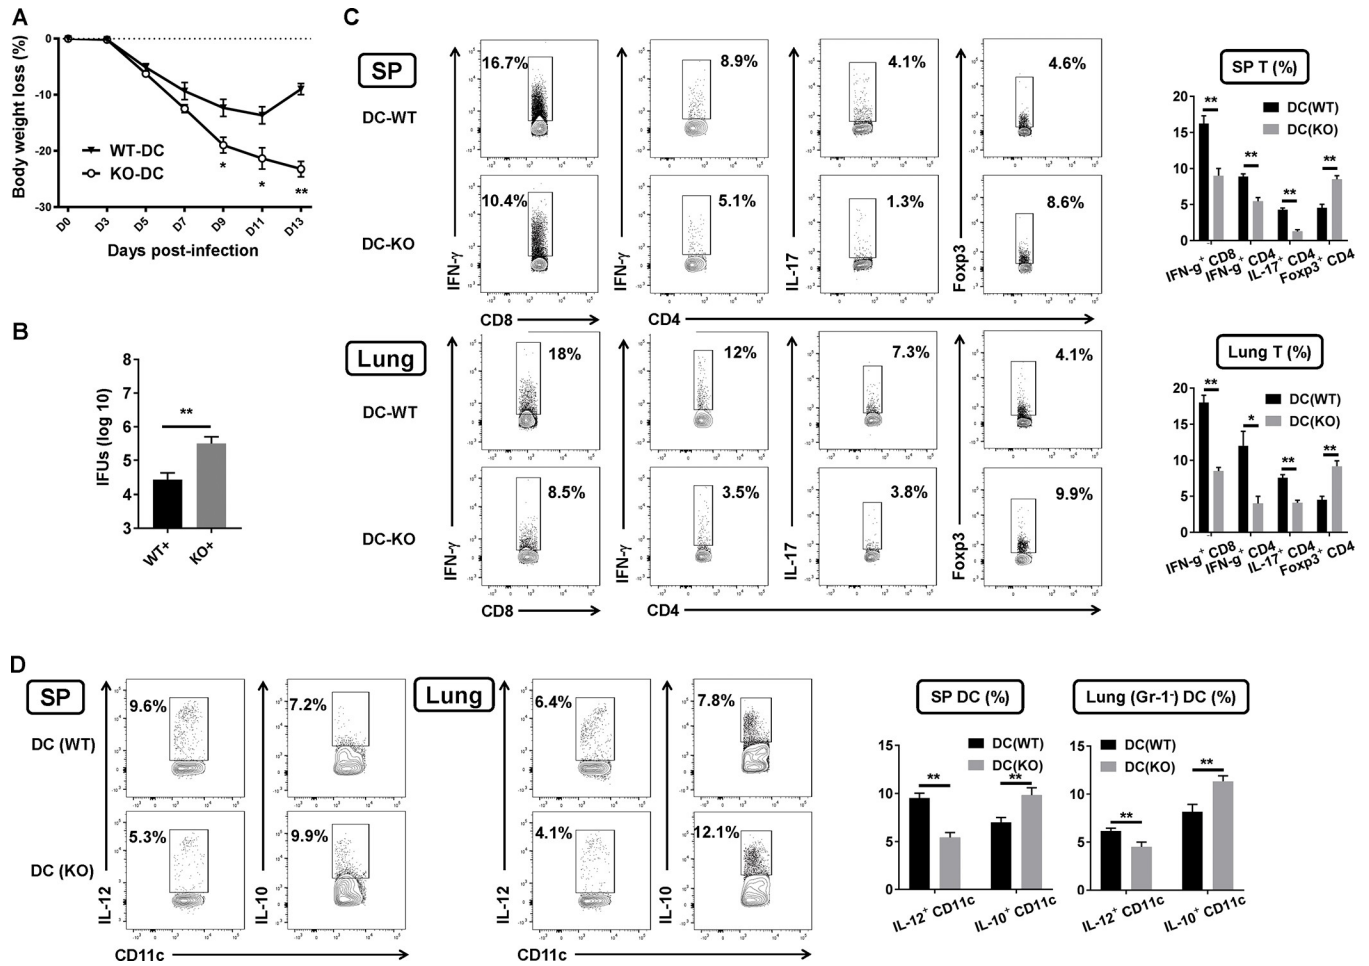 A
Body weight loss (%)
0
-10
-20
-30
WT-DC
KO-DC
*
*
**
D0
D3
D5
D7
D9
D11
D13
Days post-infection
B
IFUs (log 10)
8
7
6
5
4
3
**
WT+
KO+
C
SP
DC-WT
DC-KO
IFN-γ
IFN-γ
IL-17
Foxp3
16.7%
8.9%
4.1%
4.6%
10.4%
5.1%
1.3%
8.6%
CD8
CD4
SP T (%)
20
15
10
5
0
DC(WT)
DC(KO)
**
**
**
**
IFN-g⁺ CD8
IFN-g⁺ CD4
IL-17⁺ CD4
Foxp3⁺ CD4
Lung
DC-WT
DC-KO
IFN-γ
IFN-γ
IL-17
Foxp3
18%
12%
7.3%
4.1%
8.5%
3.5%
3.8%
9.9%
CD8
CD4
Lung T (%)
20
15
10
5
0
DC(WT)
DC(KO)
**
*
**
**
IFN-g⁺ CD8
IFN-g⁺ CD4
IL-17⁺ CD4
Foxp3⁺ CD4
D
SP
DC (WT)
DC (KO)
IL-12
IL-10
9.6%
7.2%
5.3%
9.9%
CD11c
Lung
IL-12
IL-10
6.4%
7.8%
4.1%
12.1%
CD11c
SP DC (%)
15
10
5
0
DC(WT)
DC(KO)
**
**
IL-12⁺ CD11c
IL-10⁺ CD11c
Lung (Gr-1⁻) DC (%)
15
10
5
0
DC(WT)
DC(KO)
**
**
IL-12⁺ CD11c
IL-10⁺ CD11c